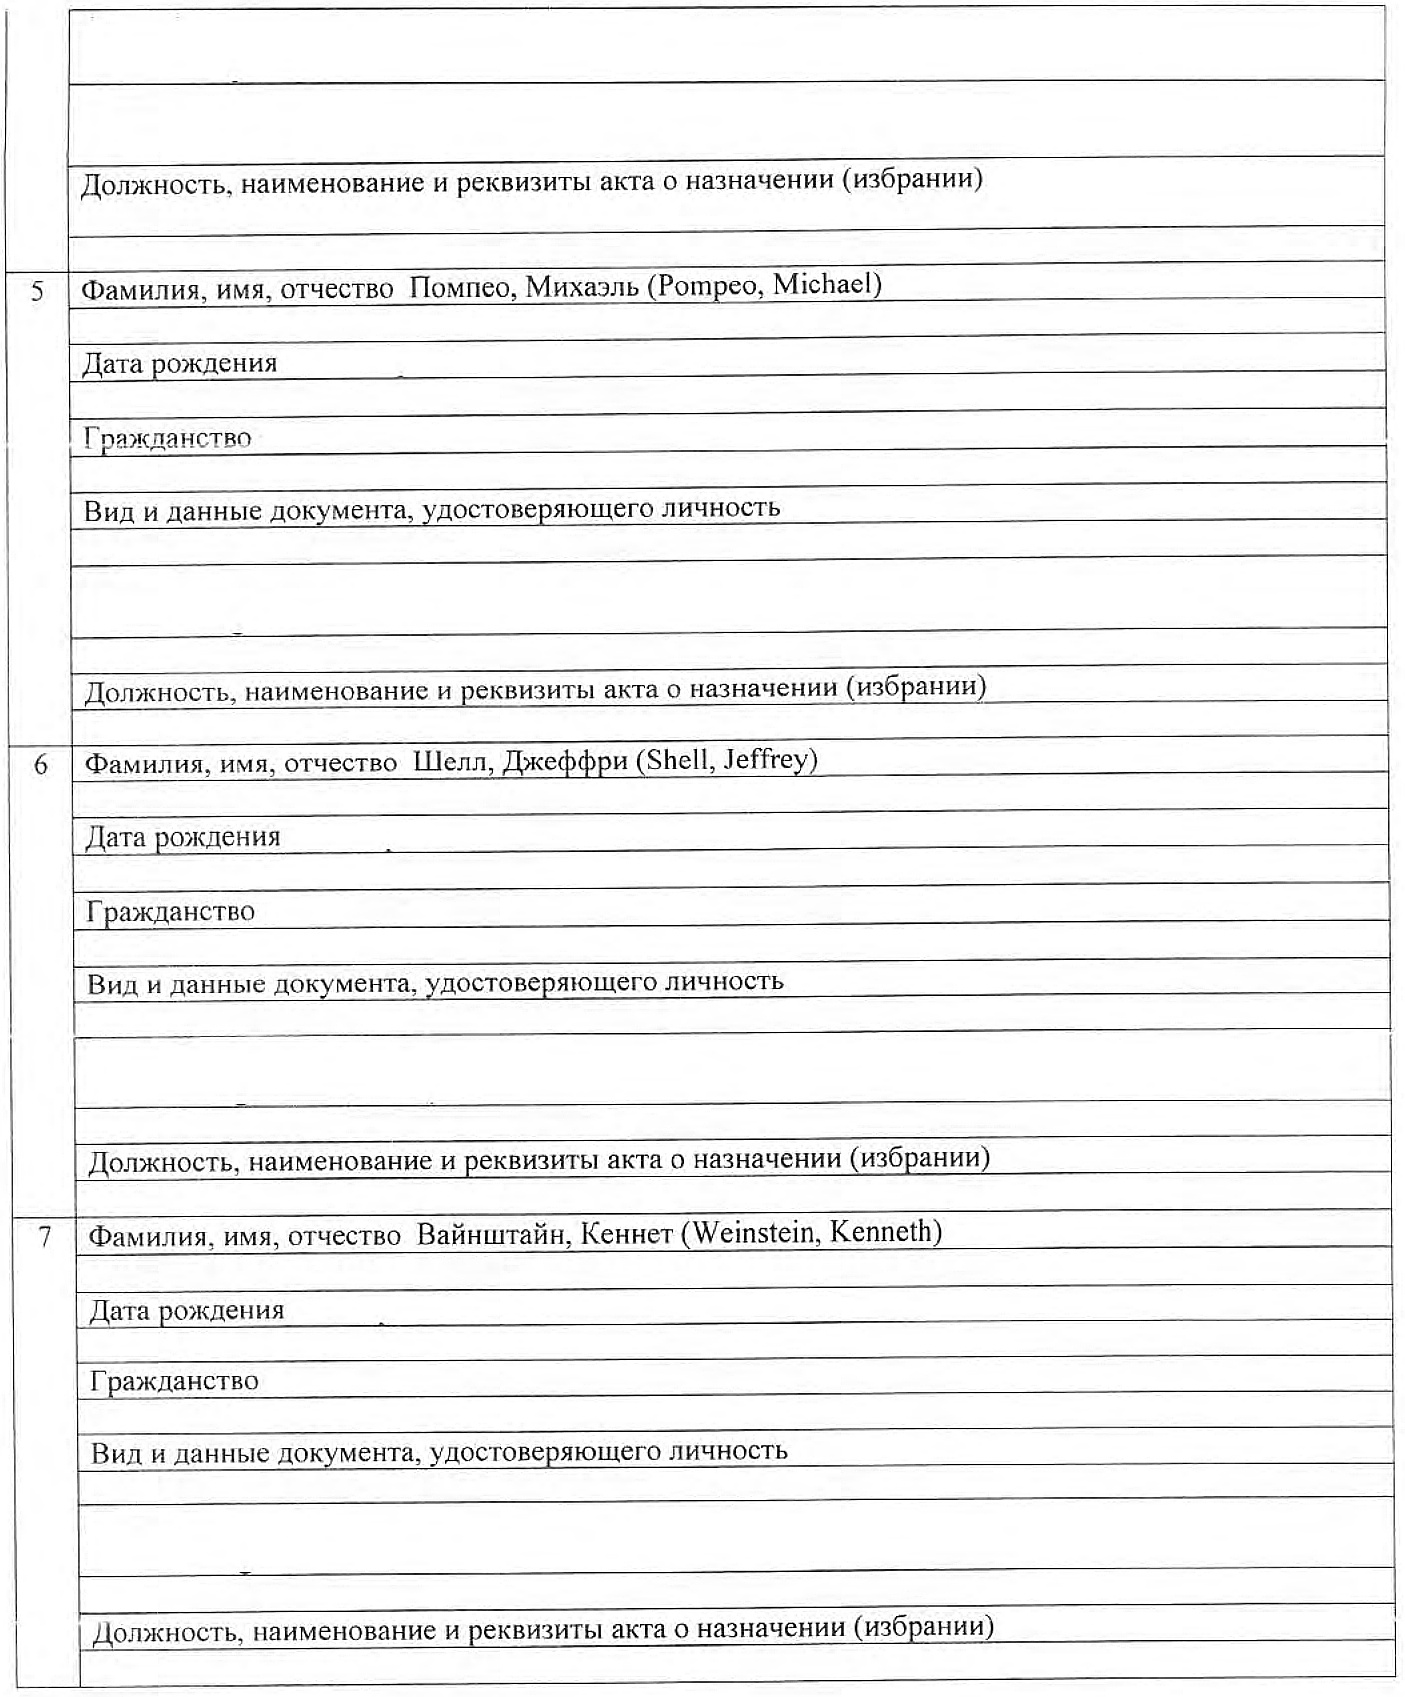 Должность, наименование и реквизиты акта о назначении (избрании)
5 Фамилия, имя, отчество Помпео, Михаэль (Pompeo, Michael)
Дата рождения
Гражданство
Вид и данные документа, удостоверяющего личность
Должность, наименование и реквизиты акта о назначении (избрании)
6 Фамилия, имя, отчество Шелл, Джеффри (Shell, Jeffrey)
Дата рождения
Гражданство
Вид и данные документа, удостоверяющего личность
Должность, наименование и реквизиты акта о назначении (избрании)
7 Фамилия, имя, отчество Вайнштайн, Кеннет (Weinstein, Kenneth)
Дата рождения
Гражданство
Вид и данные документа, удостоверяющего личность
Должность, наименование и реквизиты акта о назначении (избрании)